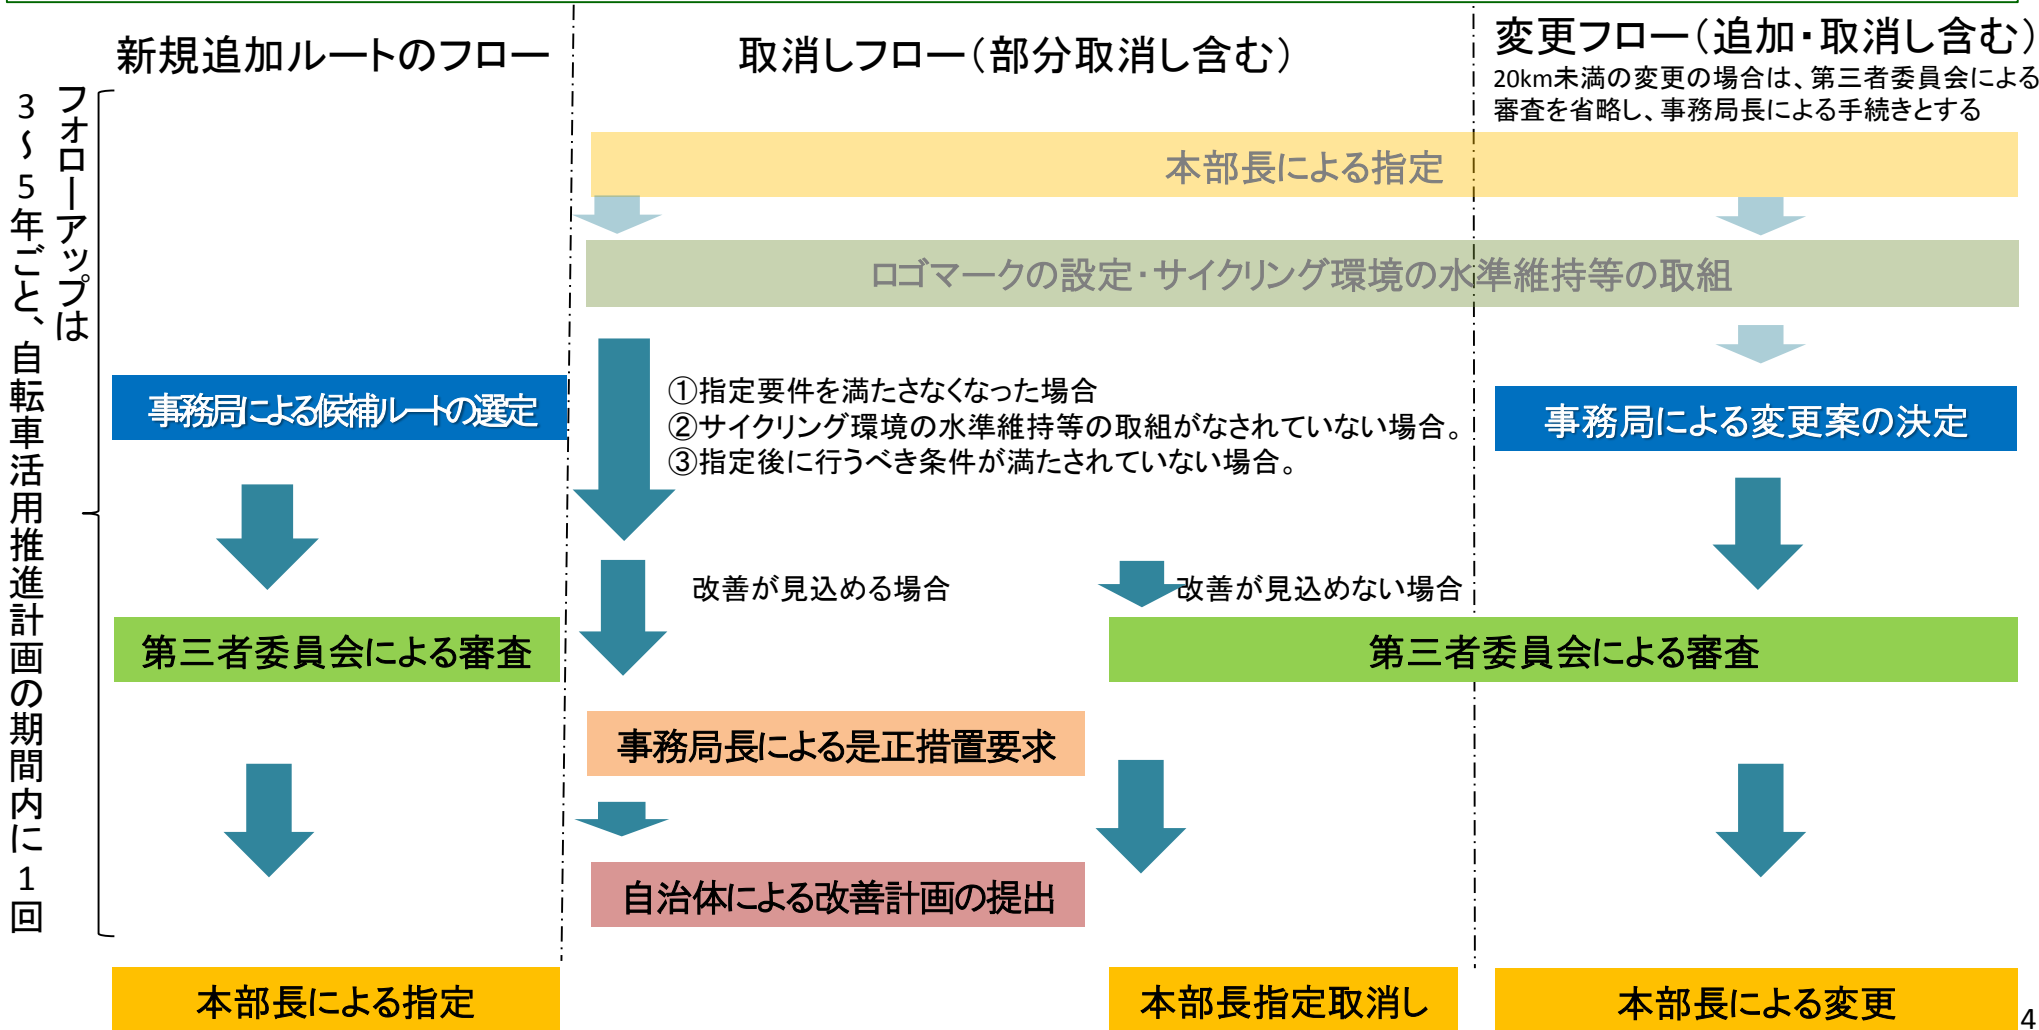 新規追加ルートのフロー
取消しフロー（部分取消し含む）
変更フロー（追加・取消し含む）
20km未満の変更の場合は、第三者委員会による
審査を省略し、事務局長による手続きとする
フォローアップは
3～5年ごと、自転車活用推進計画の期間内に1回
本部長による指定
ロゴマークの設定・サイクリング環境の水準維持等の取組
事務局による候補ルートの選定
①指定要件を満たさなくなった場合
②サイクリング環境の水準維持等の取組がなされていない場合。
③指定後に行うべき条件が満たされていない場合。
事務局による変更案の決定
改善が見込める場合
改善が見込めない場合
第三者委員会による審査
第三者委員会による審査
事務局長による是正措置要求
自治体による改善計画の提出
本部長による指定
本部長指定取消し
本部長による変更
4